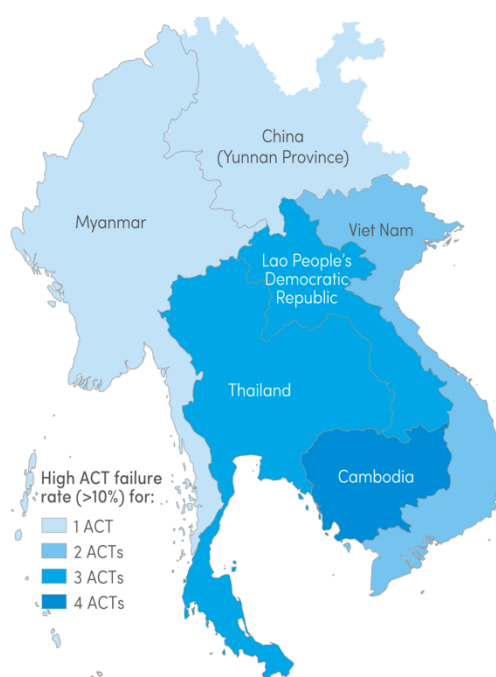 China
(Yunnan Province)
Myanmar
Viet Nam
Lao People's
Democratic
Republic
Thailand
Cambodia
High ACT failure
rate (>10%) for:
1 ACT
2 ACTs
3 ACTs
4 ACTs